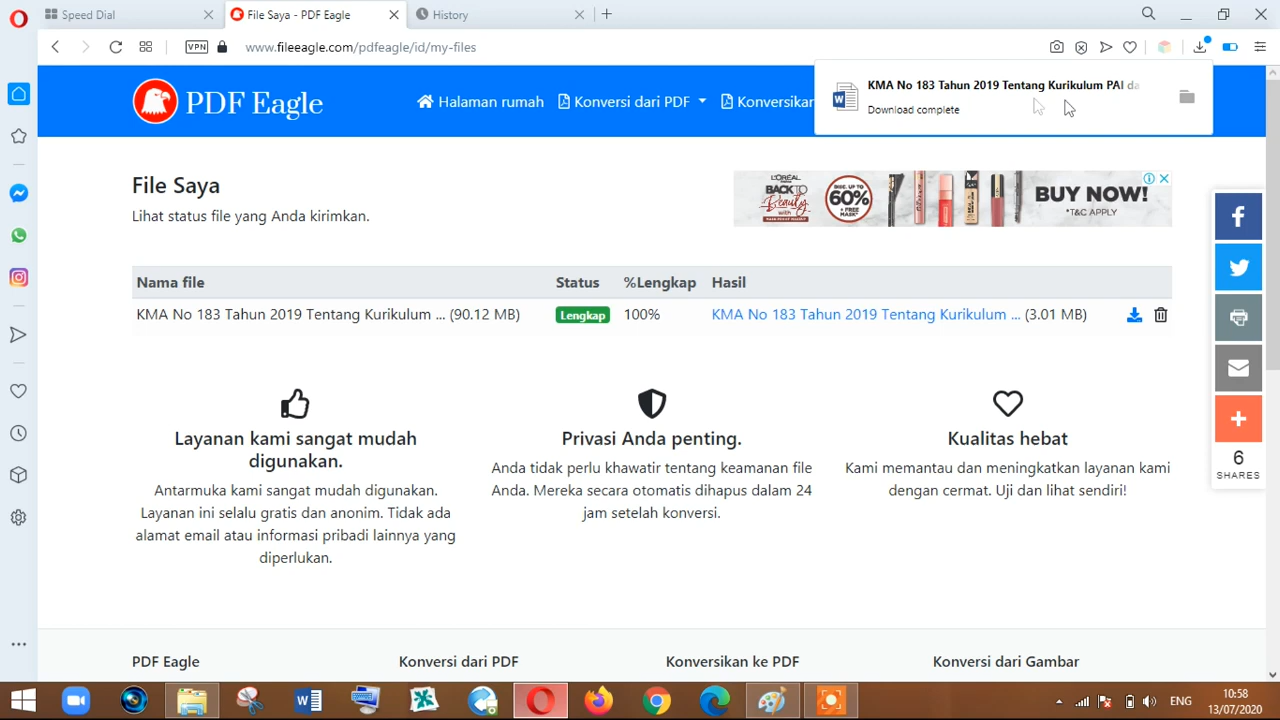 Speed Dial
File Saya - PDF Eagle
History
VPN
www.fileeagle.com/pdfeagle/id/my-files
PDF Eagle
Halaman rumah
Konversi dari PDF
Konversikan
KMA No 183 Tahun 2019 Tentang Kurikulum PAI da
Download complete
File Saya
Lihat status file yang Anda kirimkan.
L'ORÉAL
BACK TO
Beauty
with
DISC. UP TO
60%
+ FREE
MASK*
BUY NOW!
*T&C APPLY
Nama file
Status
%Lengkap
Hasil
KMA No 183 Tahun 2019 Tentang Kurikulum ... (90.12 MB)
Lengkap
100%
KMA No 183 Tahun 2019 Tentang Kurikulum ... (3.01 MB)
6
SHARES
Layanan kami sangat mudah
digunakan.
Antarmuka kami sangat mudah digunakan.
Layanan ini selalu gratis dan anonim. Tidak ada
alamat email atau informasi pribadi lainnya yang
diperlukan.
Privasi Anda penting.
Anda tidak perlu khawatir tentang keamanan file
Anda. Mereka secara otomatis dihapus dalam 24
jam setelah konversi.
Kualitas hebat
Kami memantau dan meningkatkan layanan kami
dengan cermat. Uji dan lihat sendiri!
PDF Eagle
Konversi dari PDF
Konversikan ke PDF
Konversi dari Gambar
ENG
10:58
13/07/2020